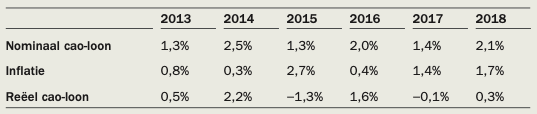 2013 2014 2015 2016 2017 2018
Nominaal cao-loon 1,3% 2,5% 1,3% 2,0% 1,4% 2,1%
Inflatie 0,8% 0,3% 2,7% 0,4% 1,4% 1,7%
Reëel cao-loon 0,5% 2,2% –1,3% 1,6% –0,1% 0,3%